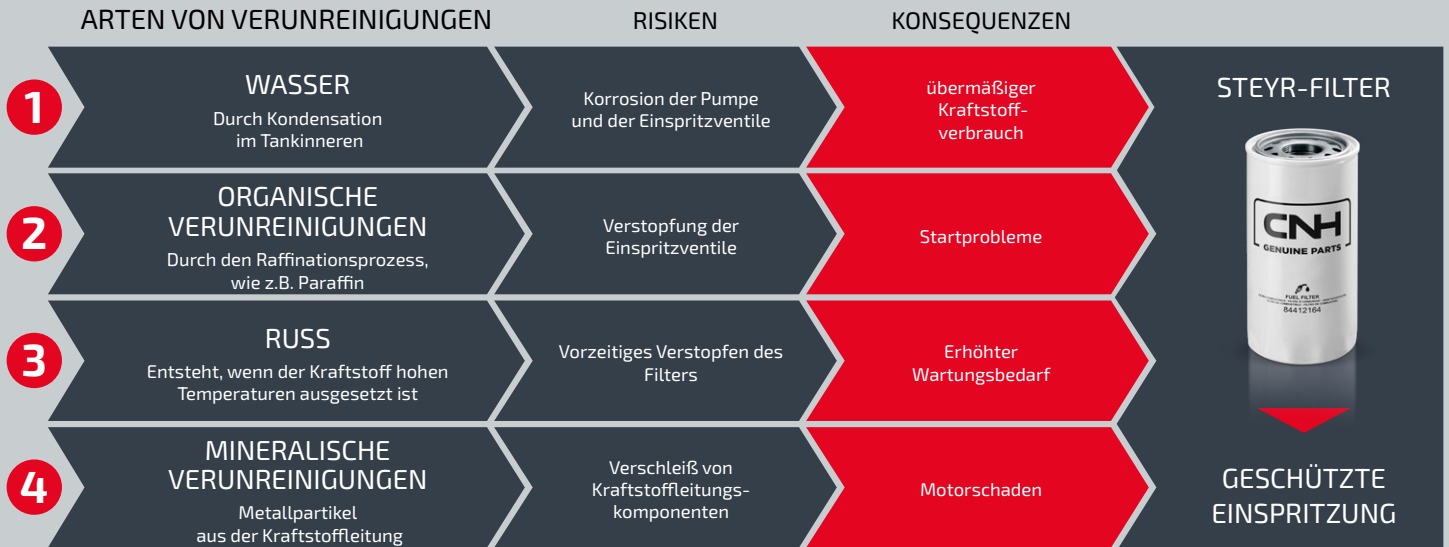 ARTEN VON VERUNREINIGUNGEN
RISIKEN
KONSEQUENZEN
1
WASSER
Durch Kondensation
im Tankinneren
Korrosion der Pumpe
und der Einspritzventile
übermäßiger
Kraftstoff-
verbrauch
2
ORGANISCHE
VERUNREINIGUNGEN
Durch den Raffinationsprozess,
wie z.B. Paraffin
Verstopfung der
Einspritzventile
Startprobleme
3
RUSS
Entsteht, wenn der Kraftstoff hohen
Temperaturen ausgesetzt ist
Vorzeitiges Verstopfen des
Filters
Erhöhter
Wartungsbedarf
4
MINERALISCHE
VERUNREINIGUNGEN
Metallpartikel
aus der Kraftstoffleitung
Verschleiß von
Kraftstoffleitungs-
komponenten
Motorschaden
STEYR-FILTER
CNH
GENUINE PARTS
FUEL FILTER
84412164
GESCHÜTZTE
EINSPRITZUNG